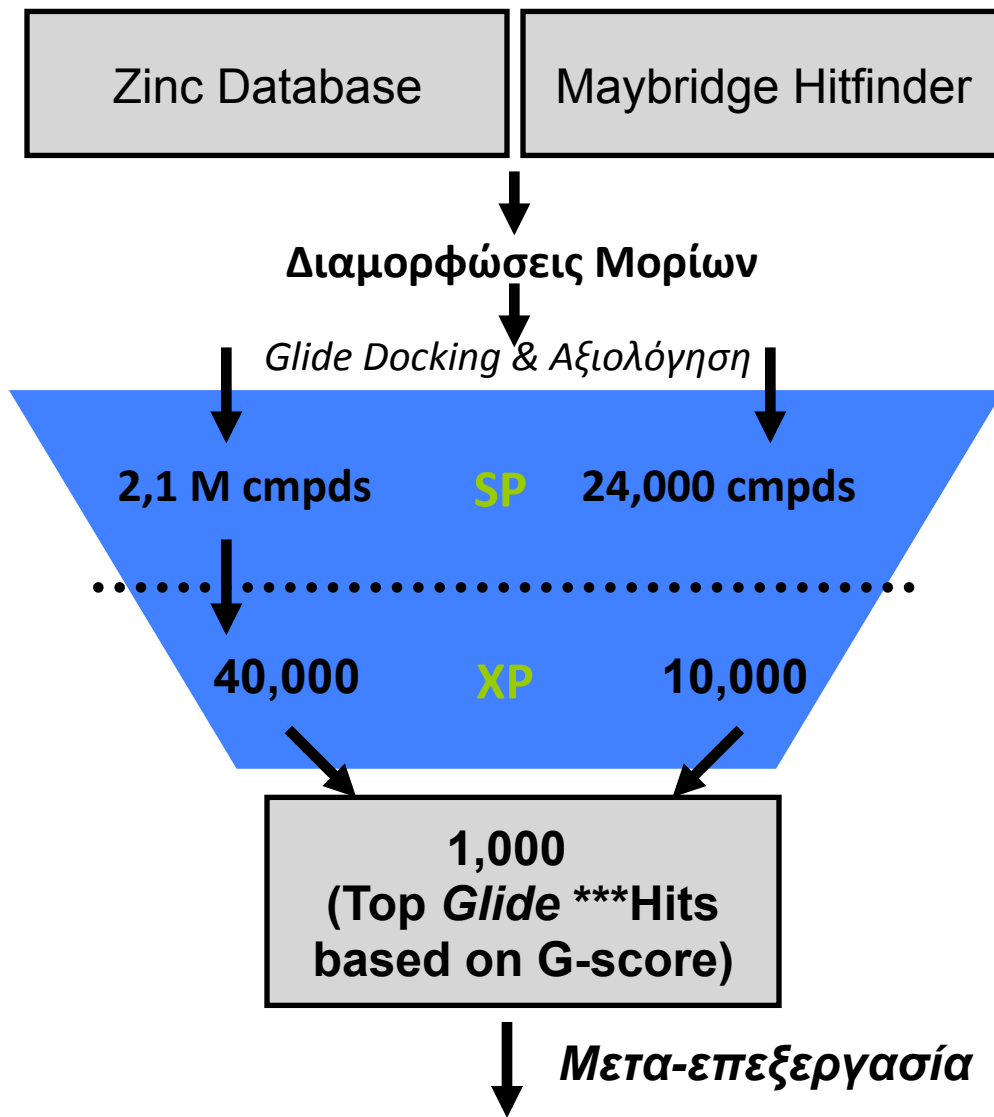 Zinc Database
Maybridge Hitfinder
Διαμορφώσεις Μορίων
Glide Docking & Αξιολόγηση
2,1 M cmpds
SP
24,000 cmpds
40,000
XP
10,000
1,000
(Top Glide ***Hits
based on G-score)
Μετα-επεξεργασία